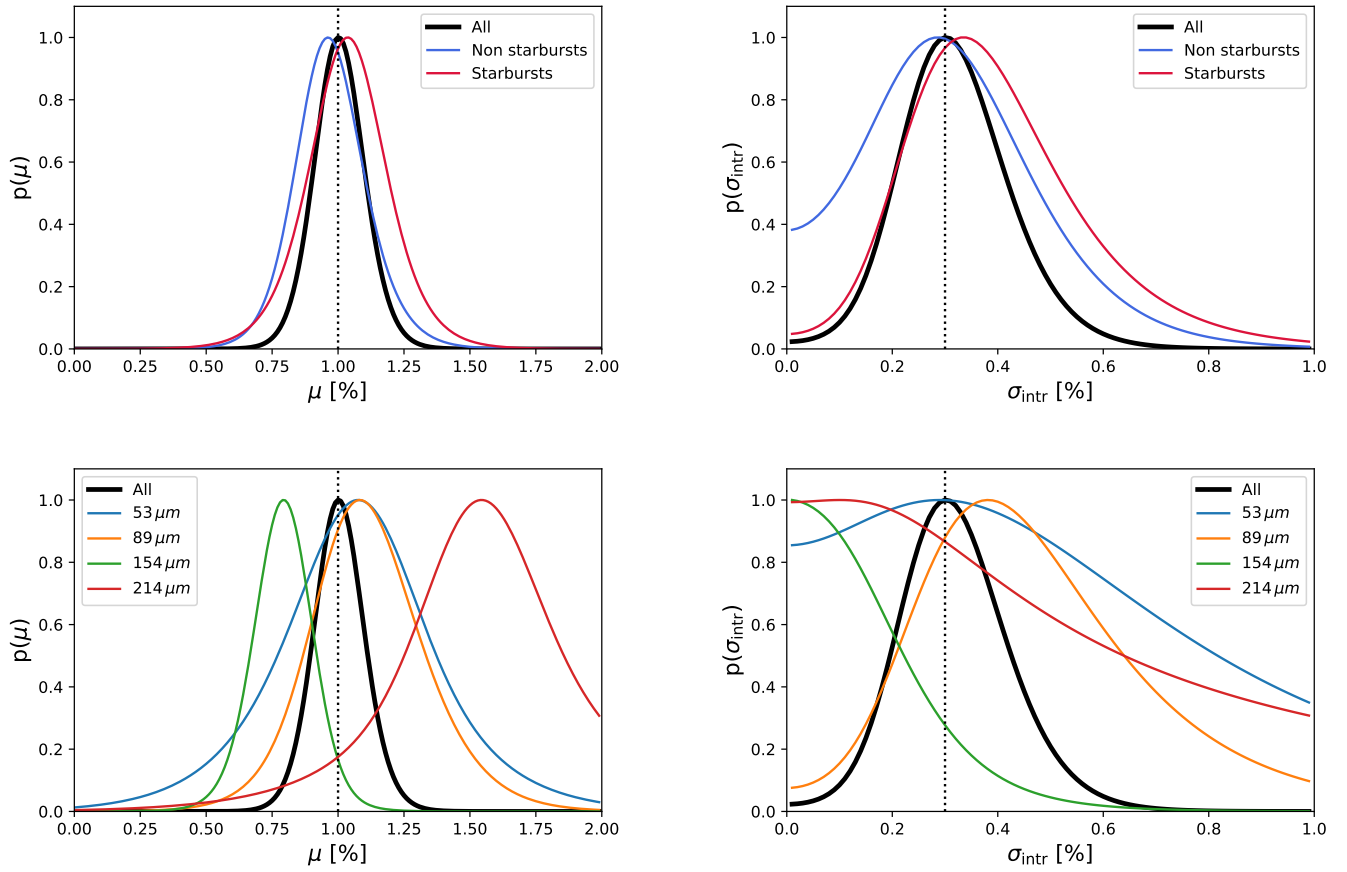 All
Non starbursts
Starbursts
p(μ)
1.0
0.8
0.6
0.4
0.2
0.0
0.00 0.25 0.50 0.75 1.00 1.25 1.50 1.75 2.00
μ [%]
All
Non starbursts
Starbursts
p(σintr)
1.0
0.8
0.6
0.4
0.2
0.0
0.0 0.2 0.4 0.6 0.8 1.0
σintr [%]
All
53 μm
89 μm
154 μm
214 μm
p(μ)
1.0
0.8
0.6
0.4
0.2
0.0
0.00 0.25 0.50 0.75 1.00 1.25 1.50 1.75 2.00
μ [%]
All
53 μm
89 μm
154 μm
214 μm
p(σintr)
1.0
0.8
0.6
0.4
0.2
0.0
0.0 0.2 0.4 0.6 0.8 1.0
σintr [%]